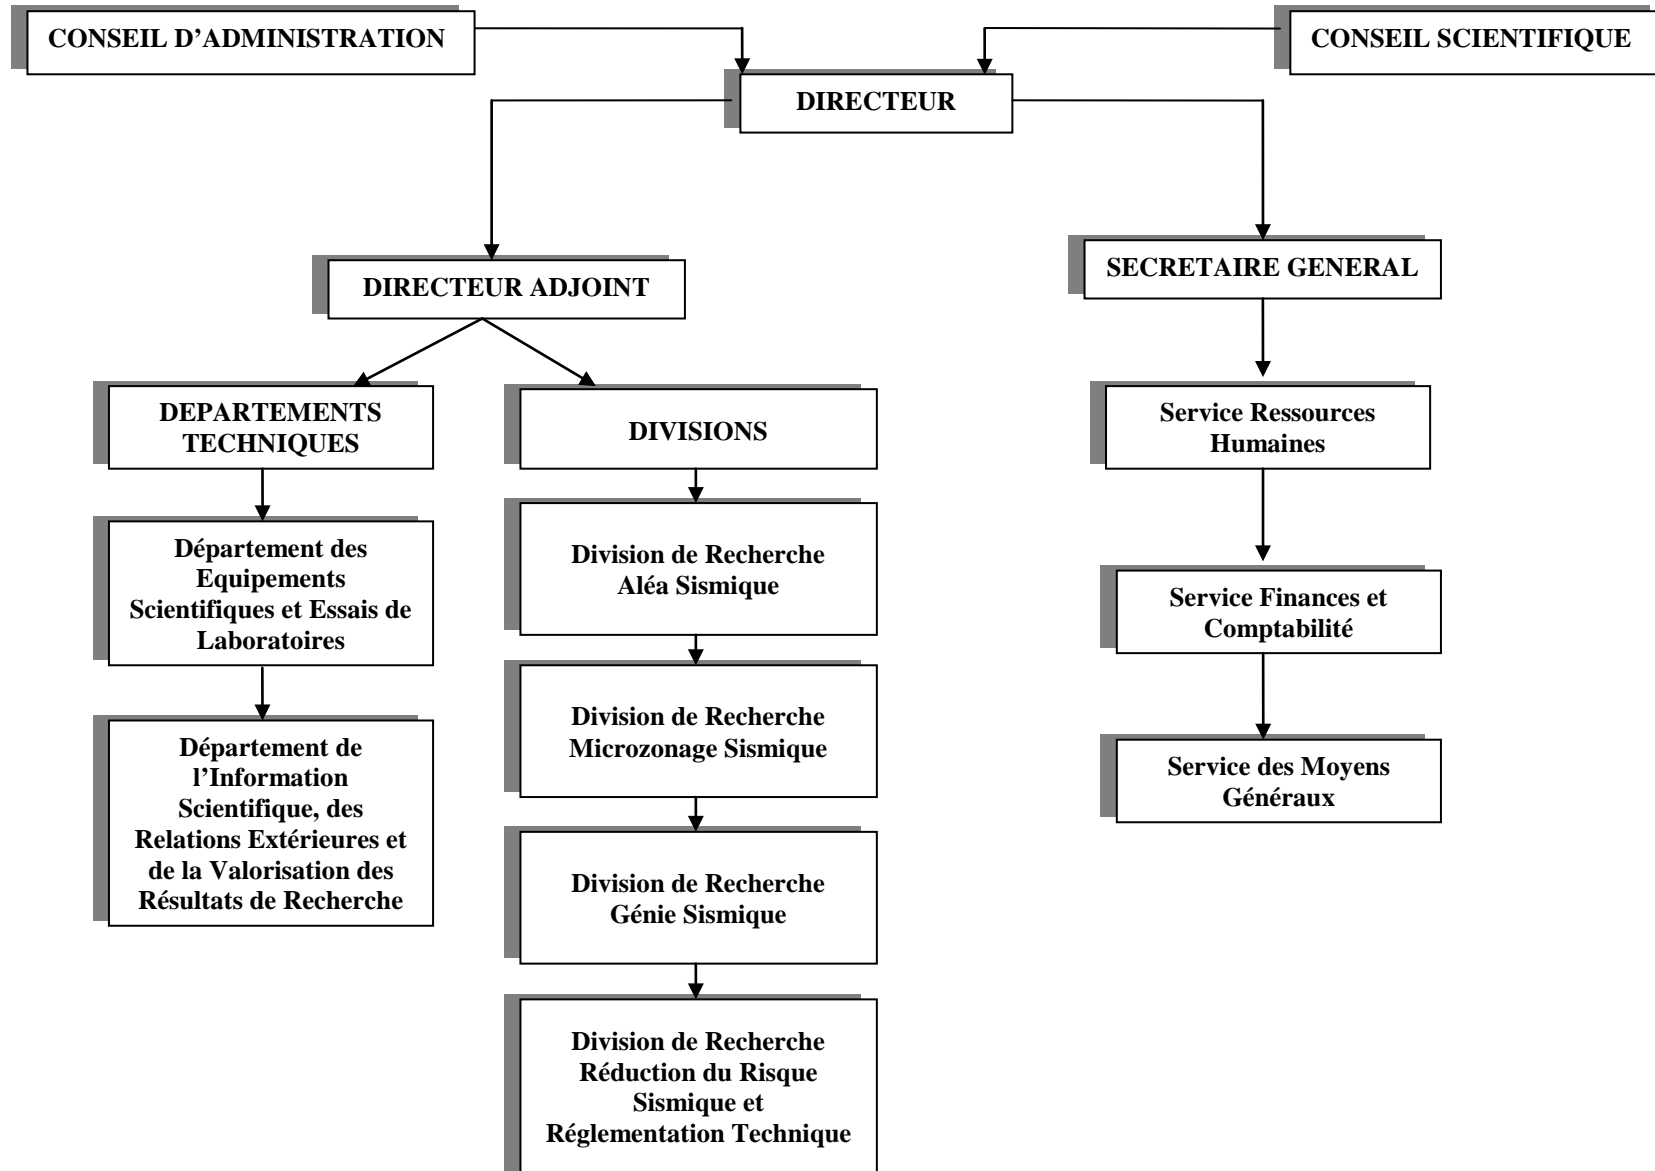 CONSEIL D’ADMINISTRATION
CONSEIL SCIENTIFIQUE
DIRECTEUR
DIRECTEUR ADJOINT
SECRETAIRE GENERAL
DEPARTEMENTS
TECHNIQUES
Département des
Equipements
Scientifiques et Essais de
Laboratoires
Département de
l’Information
Scientifique, des
Relations Extérieures et
de la Valorisation des
Résultats de Recherche
DIVISIONS
Division de Recherche
Aléa Sismique
Division de Recherche
Microzonage Sismique
Division de Recherche
Génie Sismique
Division de Recherche
Réduction du Risque
Sismique et
Réglementation Technique
Service Ressources
Humaines
Service Finances et
Comptabilité
Service des Moyens
Généraux